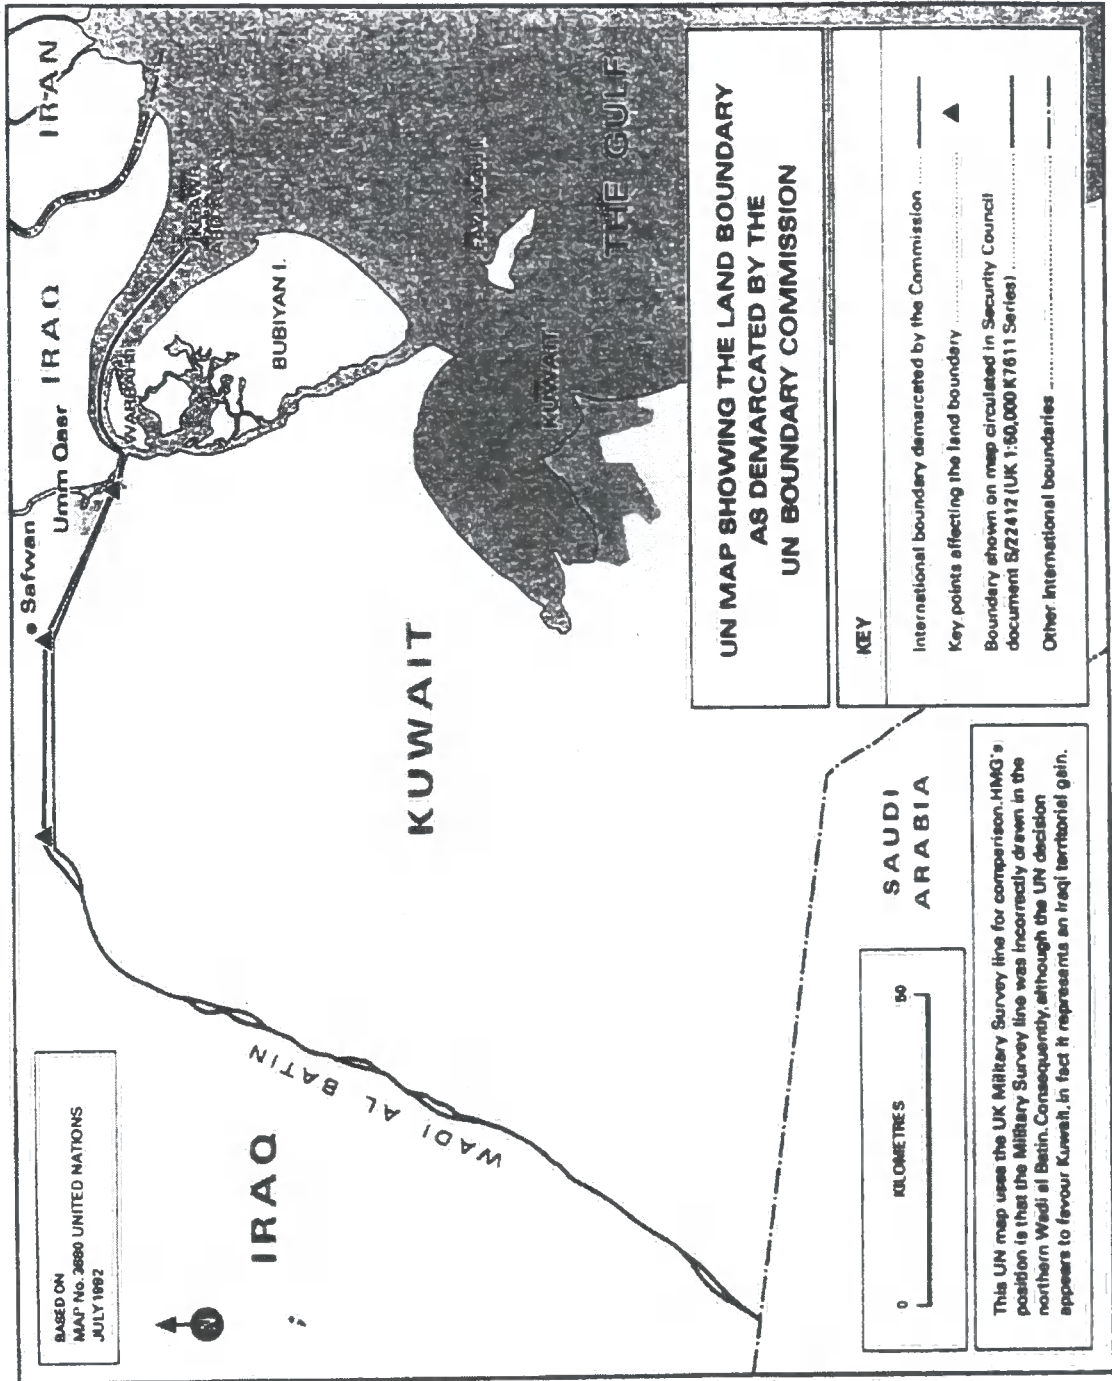 BASED ON
MAP No. 3680 UNITED NATIONS
JULY 1992
N
IRAQ
WADI AL BATIN
KUWAIT
Safwan
Umm Qasr
IRAQ
IRAN
WARBAH I.
BUBIYAN I.
KHAWR
ABD ALLAH
FAYLAKAH I.
KUWAIT
THE GULF
SAUDI
ARABIA
KILOMETRES
0 50
UN MAP SHOWING THE LAND BOUNDARY
AS DEMARCATED BY THE
UN BOUNDARY COMMISSION
KEY
International boundary demarcated by the Commission
Key points affecting the land boundary
Boundary shown on map circulated in Security Council
document S/22412 (UK 1:50,000 K7611 Series)
Other international boundaries
This UN map uses the UK Military Survey line for comparison. HMG's
position is that the Military Survey line was incorrectly drawn in the
northern Wadi al Batin. Consequently, although the UN decision
appears to favour Kuwait, in fact it represents an Iraqi territorial gain.